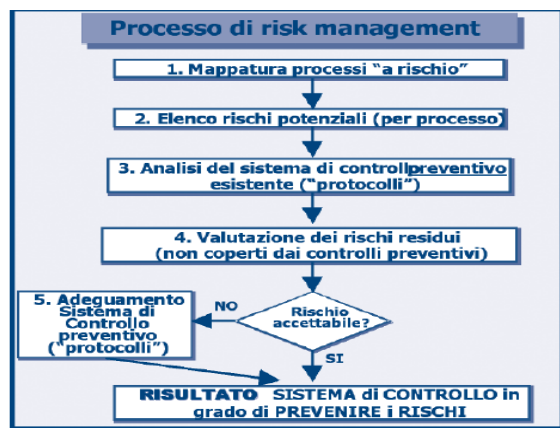 Processo di risk management
1. Mappatura processi “a rischio”
2. Elenco rischi potenziali (per processo)
3. Analisi del sistema di controllo preventivo
esistente (“protocolli”)
4. Valutazione dei rischi residui
(non coperti dai controlli preventivi)
5. Adeguamento
Sistema di
Controllo
preventivo
(“protocolli”)
NO
Rischio
accettabile?
SI
RISULTATO SISTEMA di CONTROLLO in
grado di PREVENIRE i RISCHI